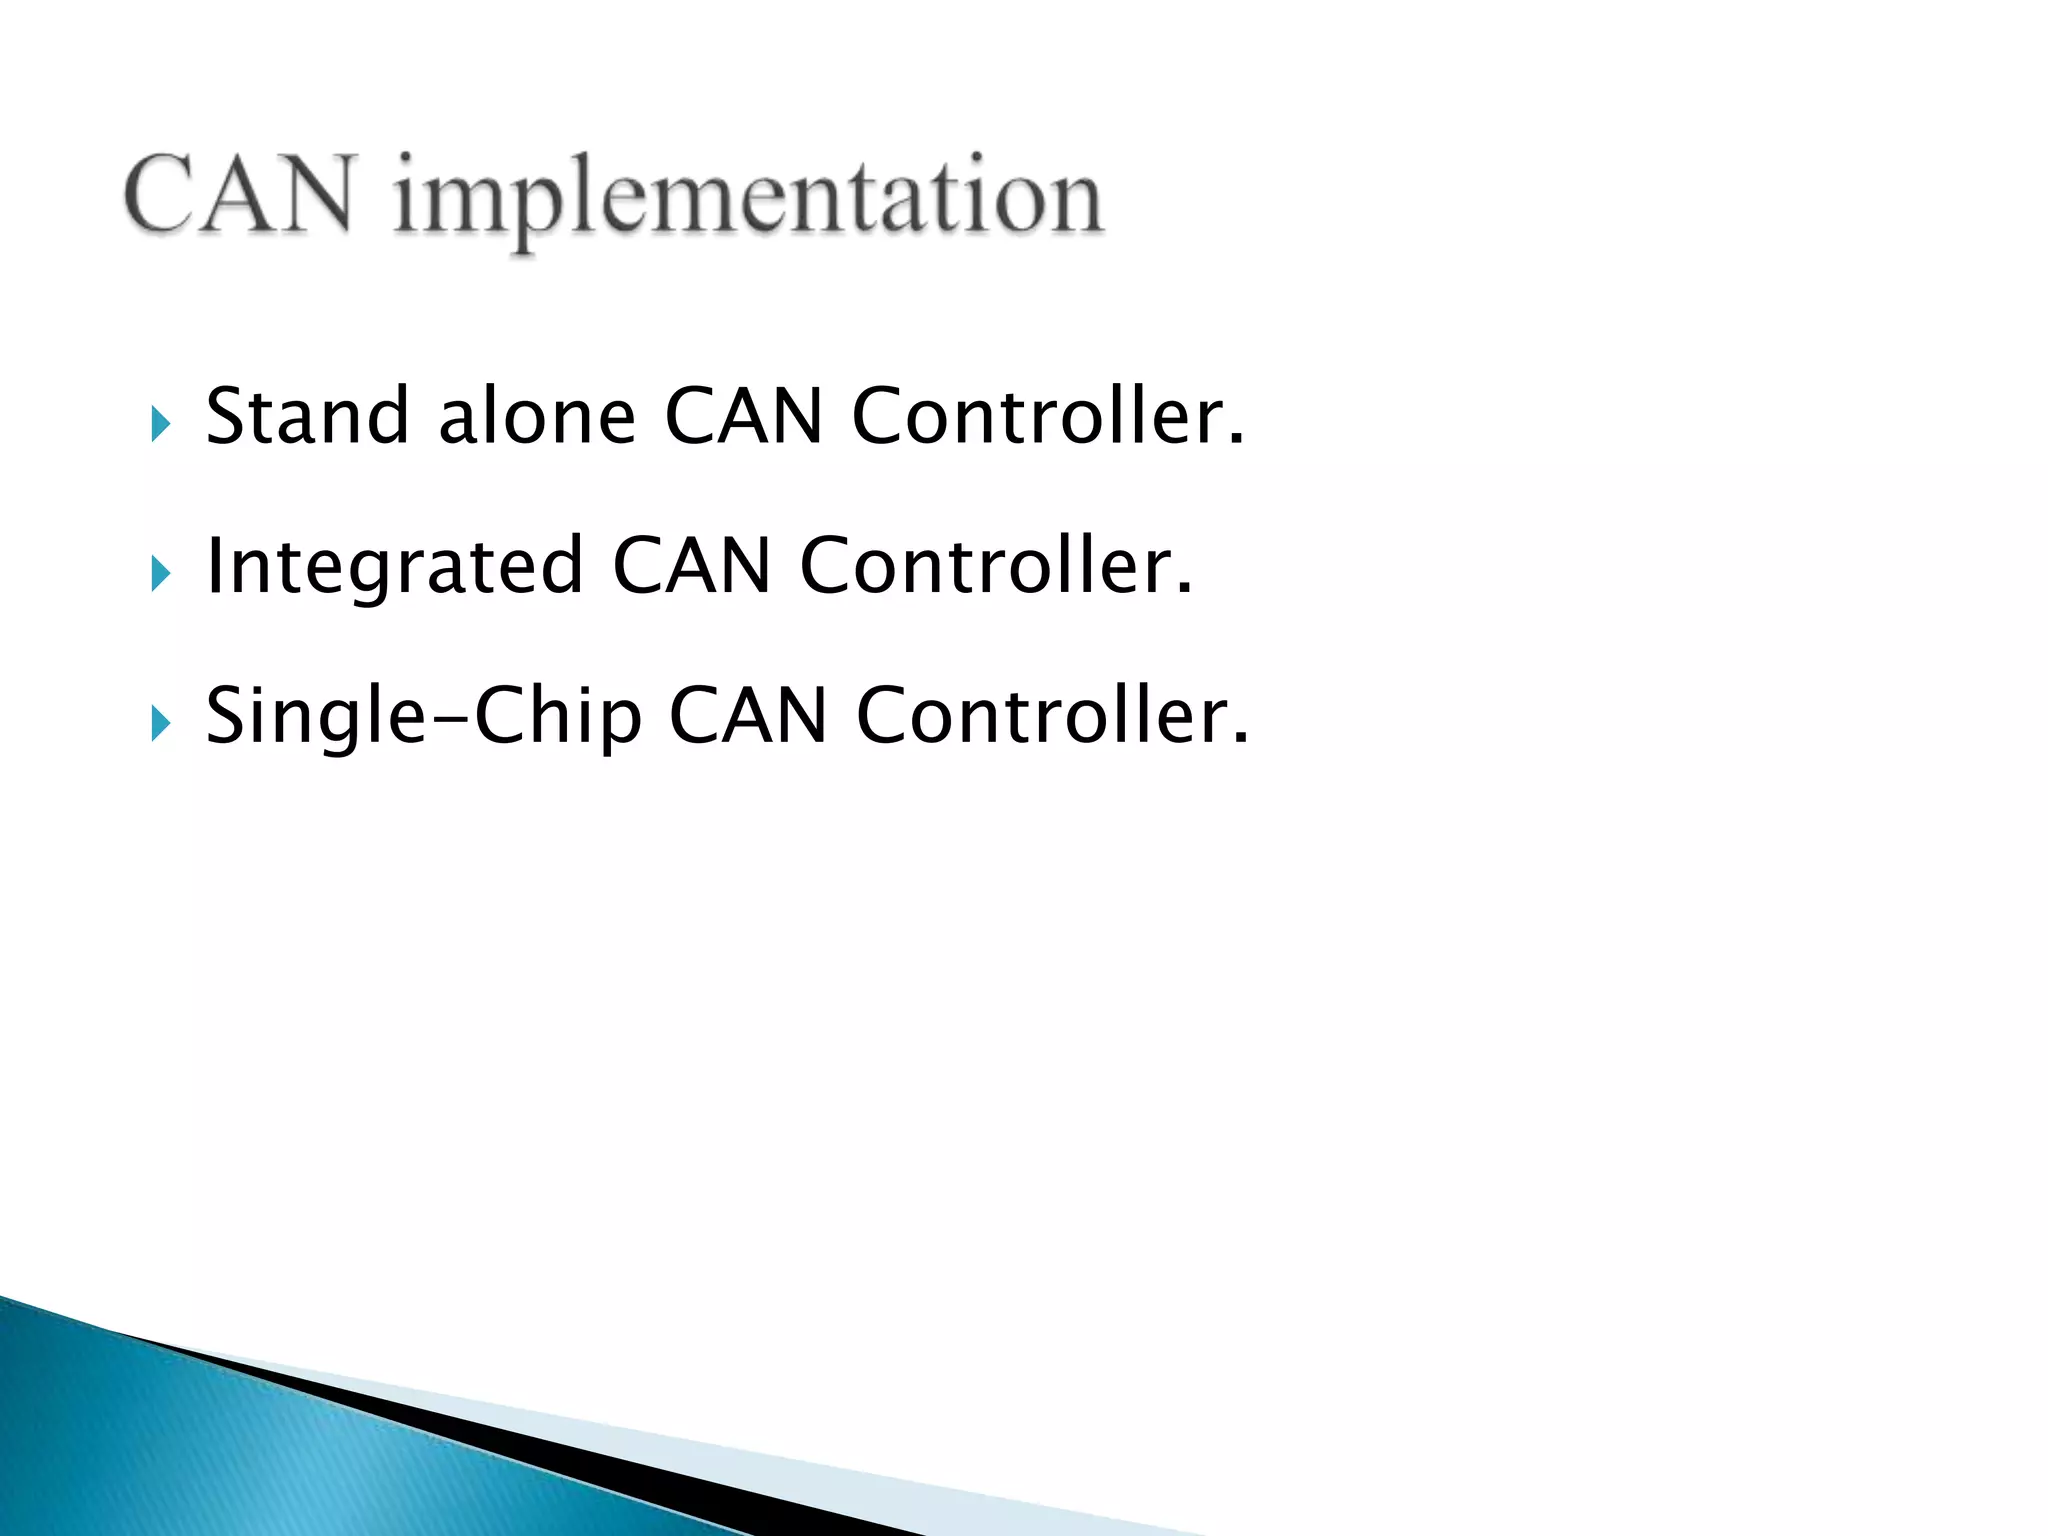 CAN implementation
Stand alone CAN Controller.
Integrated CAN Controller.
Single-Chip CAN Controller.